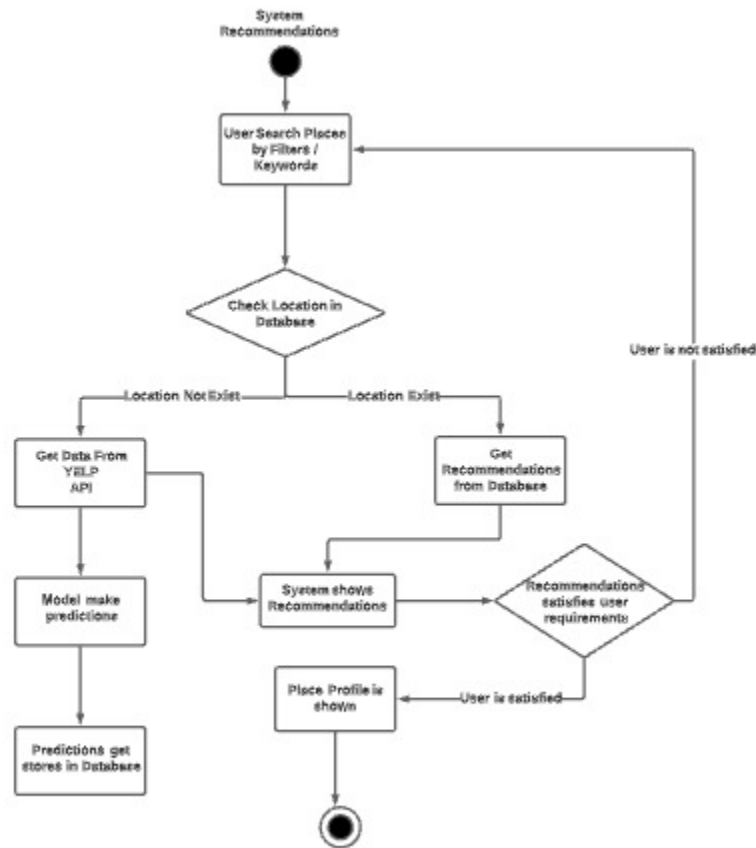 System
Recommendations
User Search Places
by Filters /
Keywords
Check Location in
Database
User is not satisfied
Location Not Exist
Location Exist
Get Data From
YELP
API
Get
Recommendations
from Database
Model make
predictions
System shows
Recommendations
Recommendations
satisfies user
requirements
Place Profile is
shown
User is satisfied
Predictions get
stores in Database